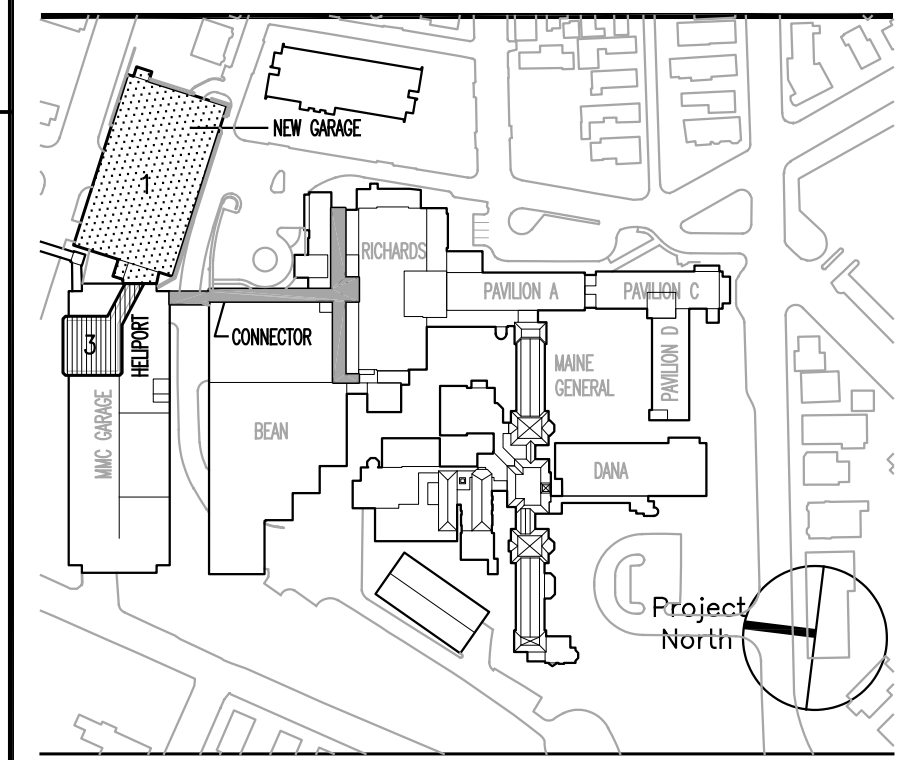 NEW GARAGE
1
RICHARDS
PAVILION A
PAVILION C
CONNECTOR
HELIPORT
3
MAINE
GENERAL
PAVILION D
MMC GARAGE
BEAN
DANA
Project
North